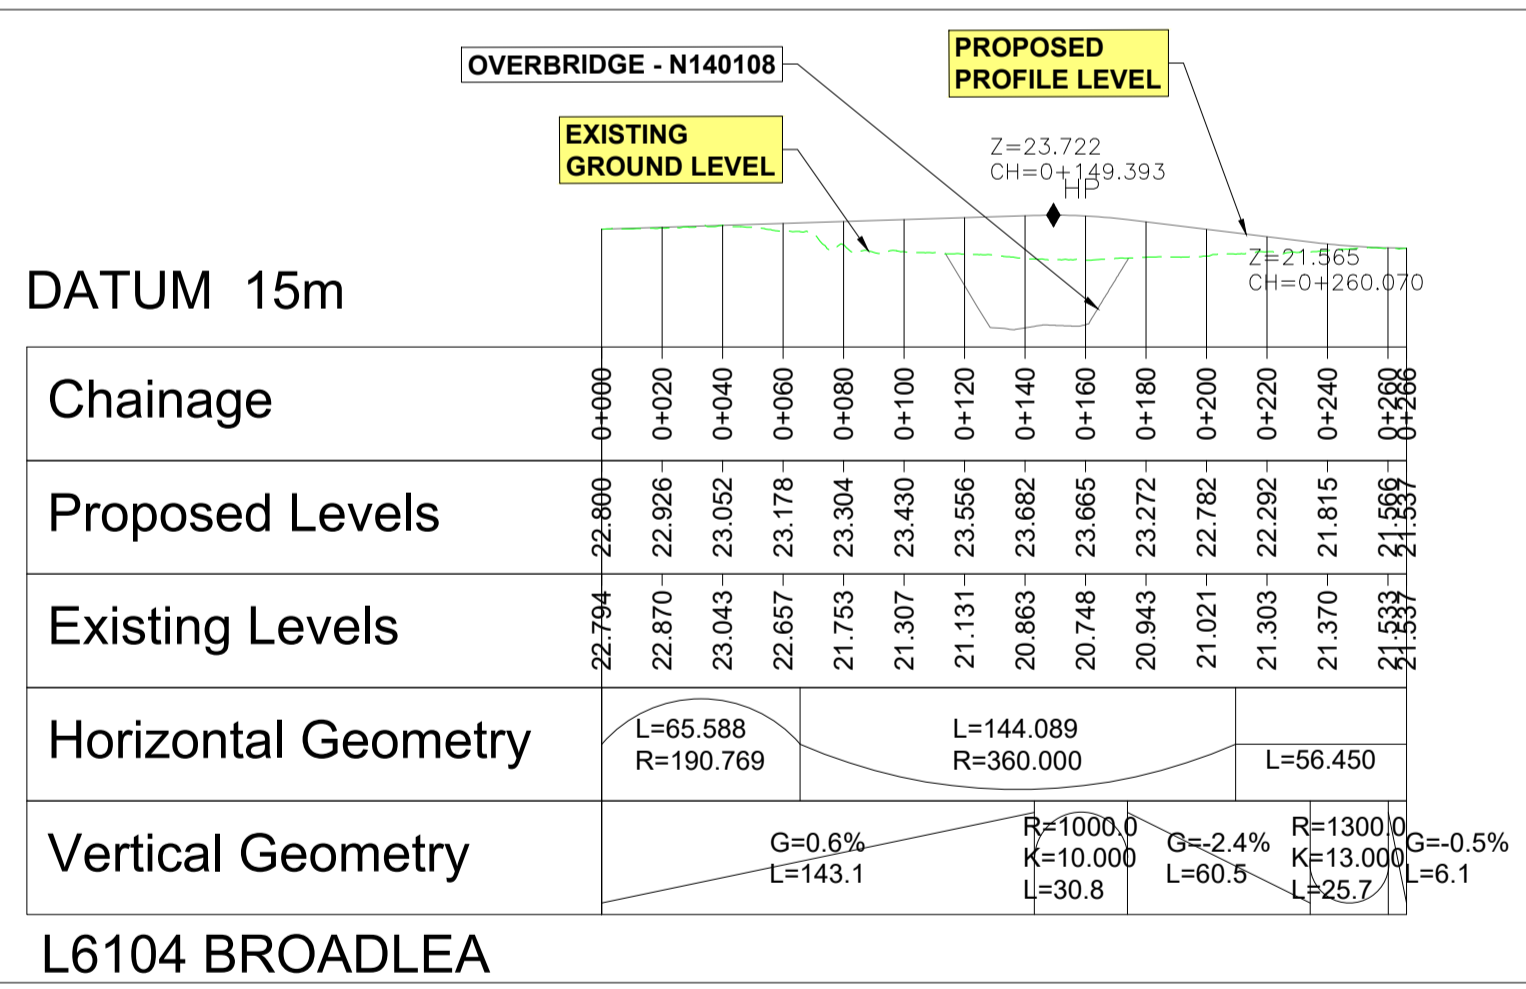 OVERBRIDGE - N140108
PROPOSED
PROFILE LEVEL
EXISTING
GROUND LEVEL
Z=23.722
CH=0+149.393
HP
Z=21.565
CH=0+260.070
DATUM 15m
Chainage
0+000 0+020 0+040 0+060 0+080 0+100 0+120 0+140 0+160 0+180 0+200 0+220 0+240 0+260 0+266
Proposed Levels
22.800 22.926 23.052 23.178 23.304 23.430 23.556 23.682 23.665 23.272 22.782 22.292 21.815 21.566 21.537
Existing Levels
22.794 22.870 23.043 22.657 21.753 21.307 21.131 20.863 20.748 20.943 21.021 21.303 21.370 21.533 21.537
Horizontal Geometry
L=65.588
R=190.769
L=144.089
R=360.000
L=56.450
Vertical Geometry
G=0.6%
L=143.1
R=1000.0
K=10.000
L=30.8
G=-2.4%
L=60.5
R=1300.0
K=13.000
L=25.7
G=-0.5%
L=6.1
L6104 BROADLEA